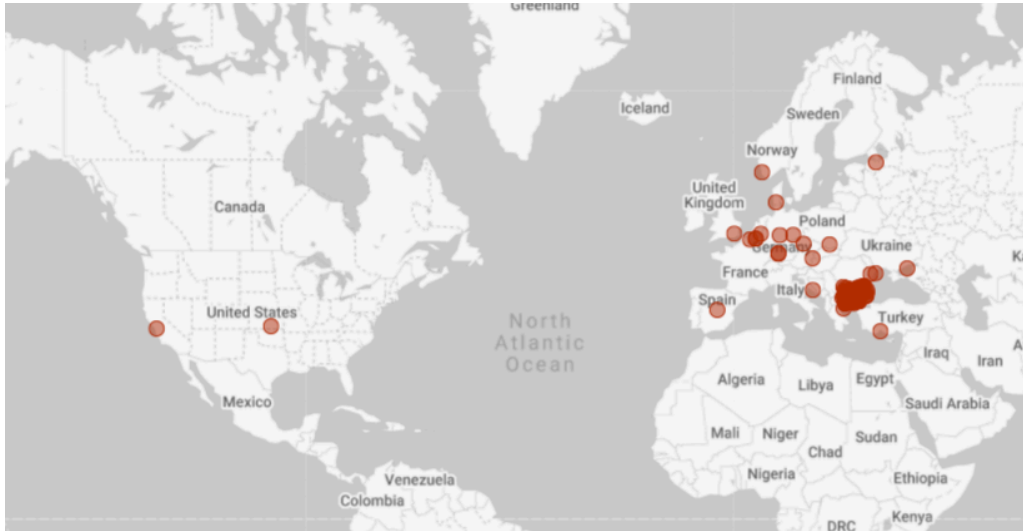 Greenland
Finland
Iceland
Sweden
Norway
United
Kingdom
Canada
Poland
Germany
Ukraine
France
Italy
Spain
United States
North
Atlantic
Ocean
Turkey
Iraq
Iran
Algeria
Libya
Egypt
Saudi Arabia
Mexico
Mali
Niger
Chad
Sudan
Nigeria
Ethiopia
Venezuela
Colombia
Kenya
DRC